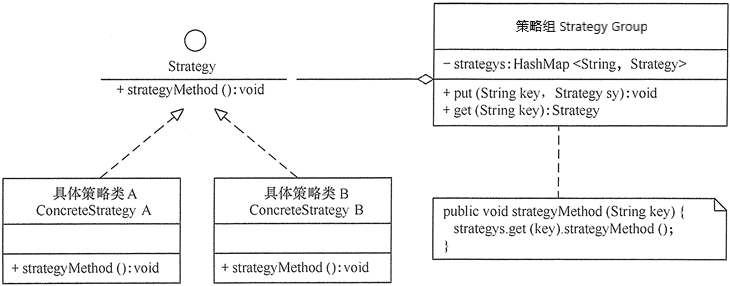 Strategy
+ strategyMethod ():void
策略组 Strategy Group
- strategys:HashMap <String, Strategy>
+ put (String key, Strategy sy):void
+ get (String key):Strategy
具体策略类 A
ConcreteStrategy A
+ strategyMethod ():void
具体策略类 B
ConcreteStrategy B
+ strategyMethod ():void
public void strategyMethod (String key) {
strategys.get (key).strategyMethod ();
}